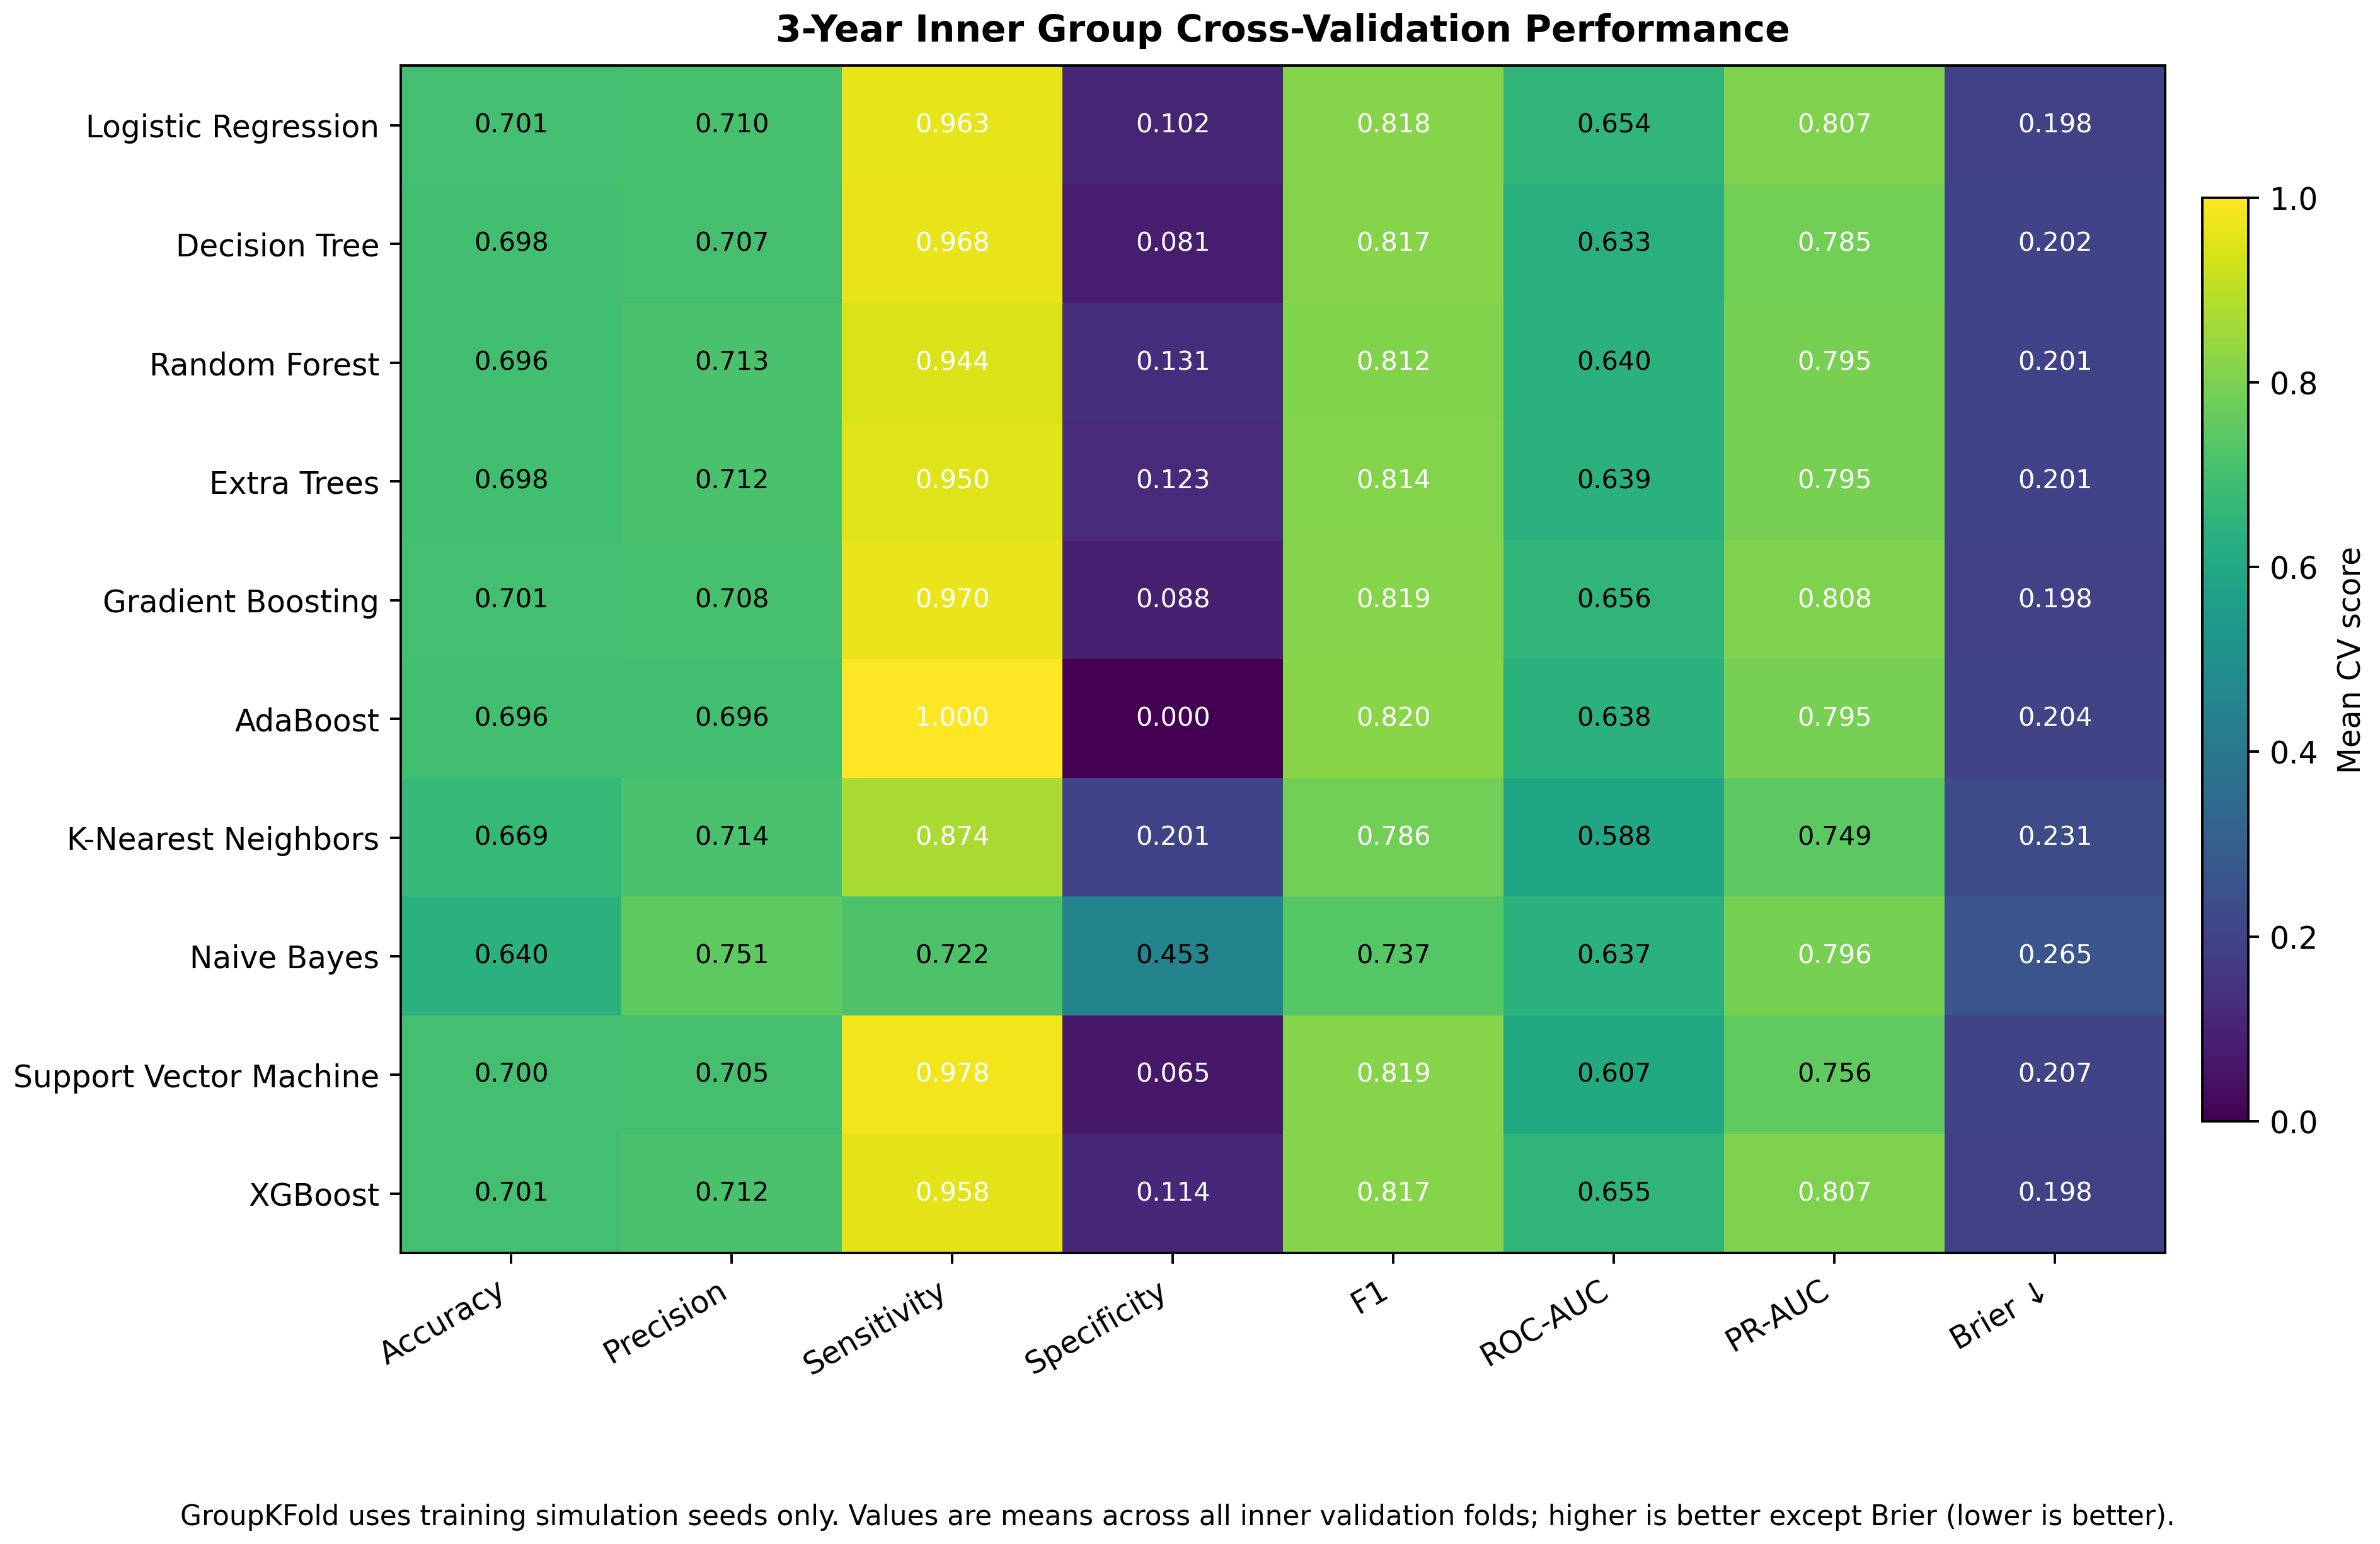 3-Year Inner Group Cross-Validation Performance
Logistic Regression 0.701 0.710 0.963 0.102 0.818 0.654 0.807 0.198
Decision Tree 0.698 0.707 0.968 0.081 0.817 0.633 0.785 0.202
Random Forest 0.696 0.713 0.944 0.131 0.812 0.640 0.795 0.201
Extra Trees 0.698 0.712 0.950 0.123 0.814 0.639 0.795 0.201
Gradient Boosting 0.701 0.708 0.970 0.088 0.819 0.656 0.808 0.198
AdaBoost 0.696 0.696 1.000 0.000 0.820 0.638 0.795 0.204
K-Nearest Neighbors 0.669 0.714 0.874 0.201 0.786 0.588 0.749 0.231
Naive Bayes 0.640 0.751 0.722 0.453 0.737 0.637 0.796 0.265
Support Vector Machine 0.700 0.705 0.978 0.065 0.819 0.607 0.756 0.207
XGBoost 0.701 0.712 0.958 0.114 0.817 0.655 0.807 0.198
Accuracy Precision Sensitivity Specificity F1 ROC-AUC PR-AUC Brier ↓
1.0
0.8
0.6
0.4
0.2
0.0
Mean CV score
GroupKFold uses training simulation seeds only. Values are means across all inner validation folds; higher is better except Brier (lower is better).